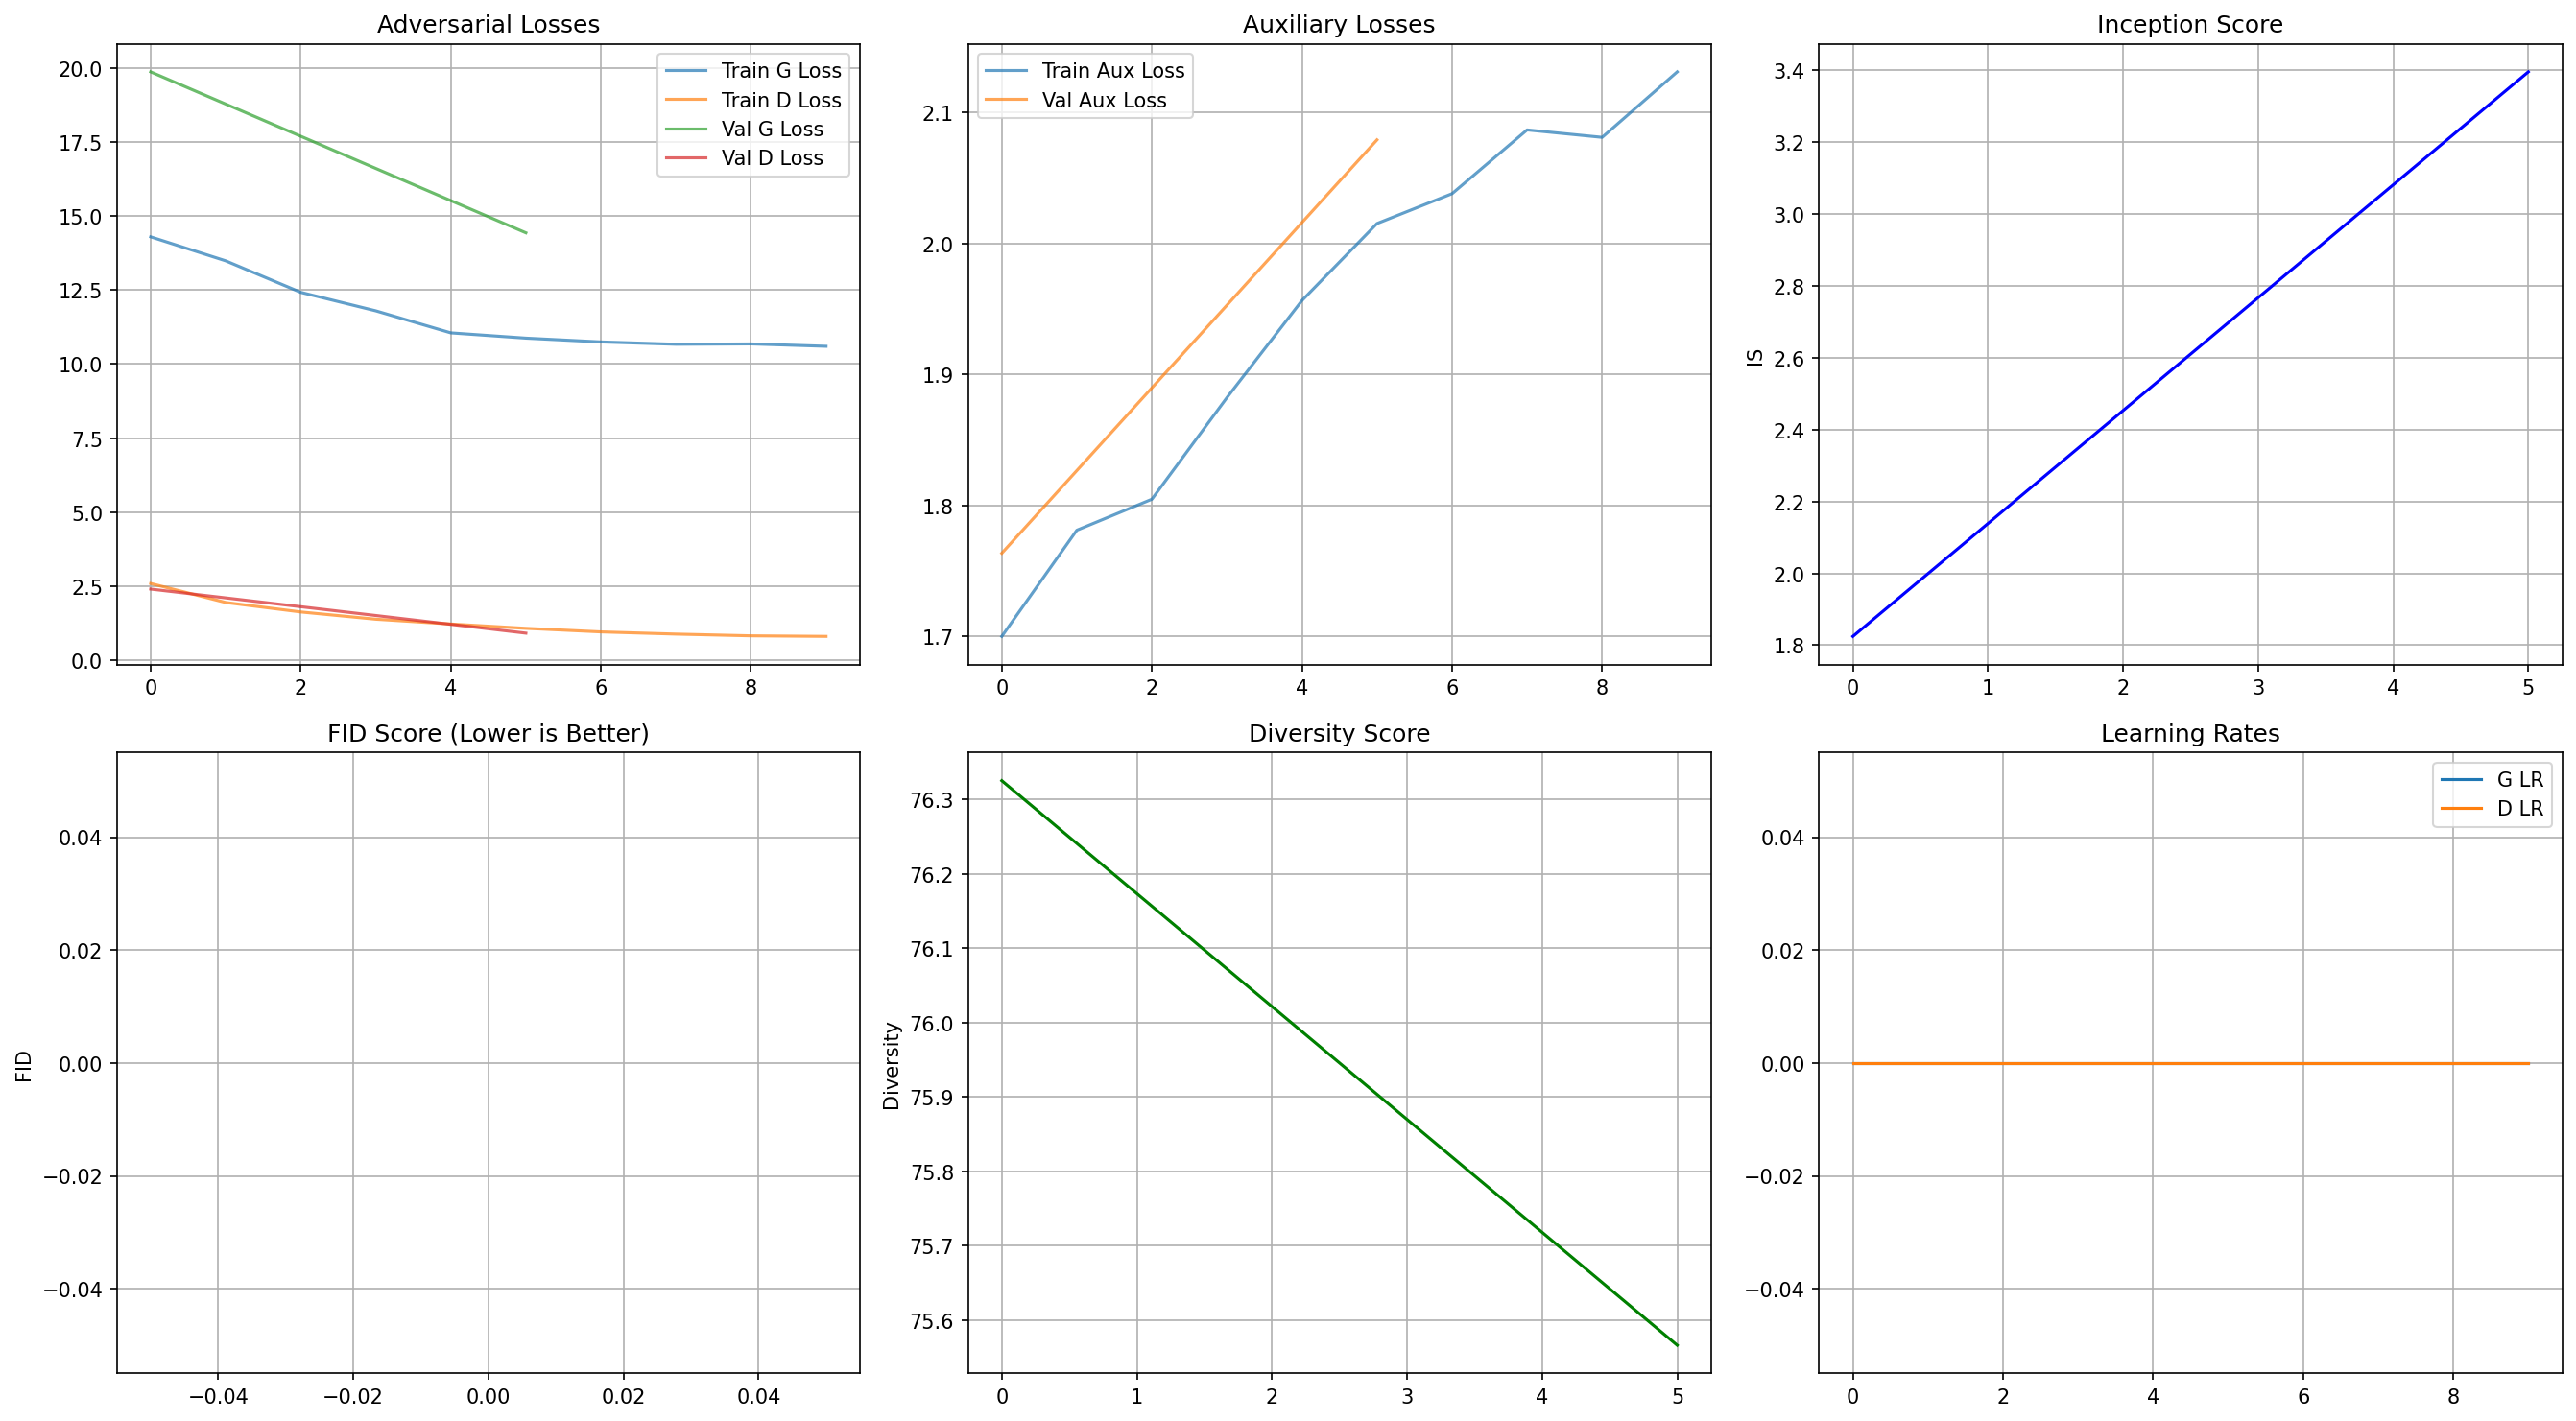 Adversarial Losses
20.0
17.5
15.0
12.5
10.0
7.5
5.0
2.5
0.0
0 2 4 6 8
Train G Loss
Train D Loss
Val G Loss
Val D Loss
Auxiliary Losses
2.1
2.0
1.9
1.8
1.7
0 2 4 6 8
Train Aux Loss
Val Aux Loss
Inception Score
IS
3.4
3.2
3.0
2.8
2.6
2.4
2.2
2.0
1.8
0 1 2 3 4 5
FID Score (Lower is Better)
FID
0.04
0.02
0.00
−0.02
−0.04
−0.04 −0.02 0.00 0.02 0.04
Diversity Score
Diversity
76.3
76.2
76.1
76.0
75.9
75.8
75.7
75.6
0 1 2 3 4 5
Learning Rates
0.04
0.02
0.00
−0.02
−0.04
0 2 4 6 8
G LR
D LR